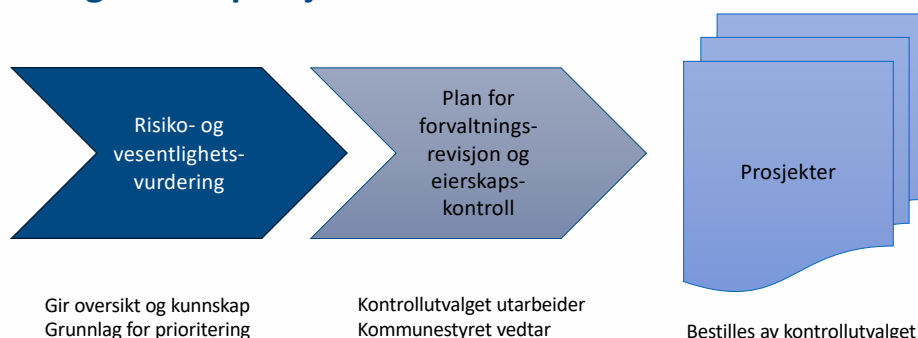 Risiko- og
vesentlighets-
vurdering
Plan for
forvaltnings-
revisjon og
eierskaps-
kontroll
Prosjekter
Gir oversikt og kunnskap
Grunnlag for prioritering
Kontrollutvalget utarbeider
Kommunestyret vedtar
Bestilles av kontrollutvalget